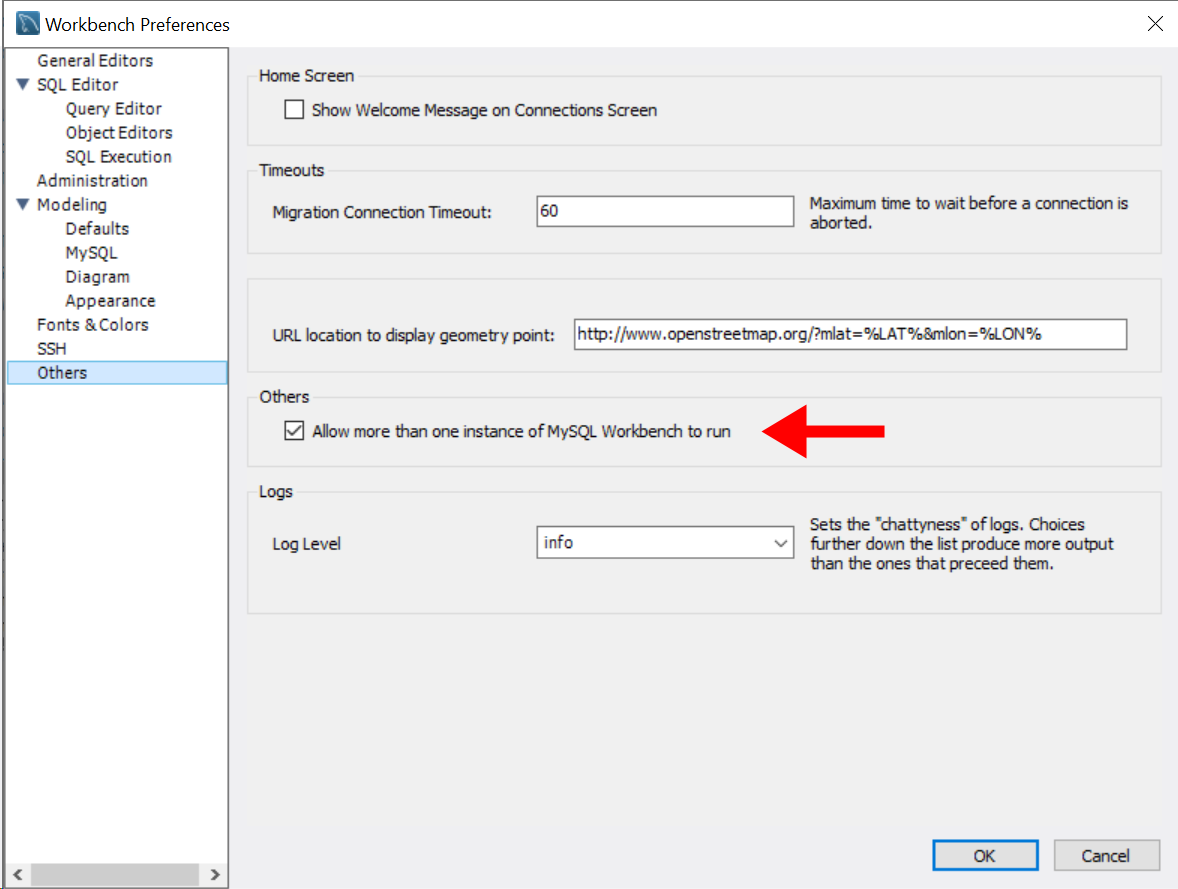 Workbench Preferences
General Editors
SQL Editor
Query Editor
Object Editors
SQL Execution
Administration
Modeling
Defaults
MySQL
Diagram
Appearance
Fonts & Colors
SSH
Others
Home Screen
Show Welcome Message on Connections Screen
Timeouts
Migration Connection Timeout:
60
Maximum time to wait before a connection is
aborted.
URL location to display geometry point:
http://www.openstreetmap.org/?mlat=%LAT%&mlon=%LON%
Others
Allow more than one instance of MySQL Workbench to run
Logs
Log Level
info
Sets the "chattyness" of logs. Choices
further down the list produce more output
than the ones that preceed them.
OK
Cancel